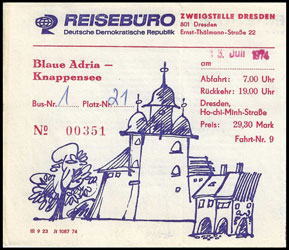 REISEBÜRO
Deutsche Demokratische Republik
ZWEIGSTELLE DRESDEN
801 Dresden
Ernst-Thälmann-Straße 22
Blaue Adria –
Knappensee
Bus-Nr. 1 Platz-Nr. 21
Nº 00351
am 13. Juli 1974
Abfahrt: 7.00 Uhr
Rückkehr: 19.00 Uhr
Dresden,
Ho-chi-Minh-Straße
Preis: 29,30 Mark
Fahrt-Nr. 9
III 9 23 Jt 1087 74